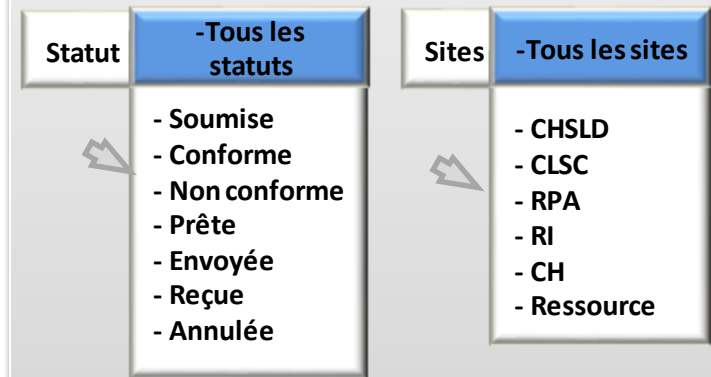 Statut
-Tous les
statuts
- Soumise
- Conforme
- Non conforme
- Prête
- Envoyée
- Reçue
- Annulée
Sites
-Tous les sites
- CHSLD
- CLSC
- RPA
- RI
- CH
- Ressource